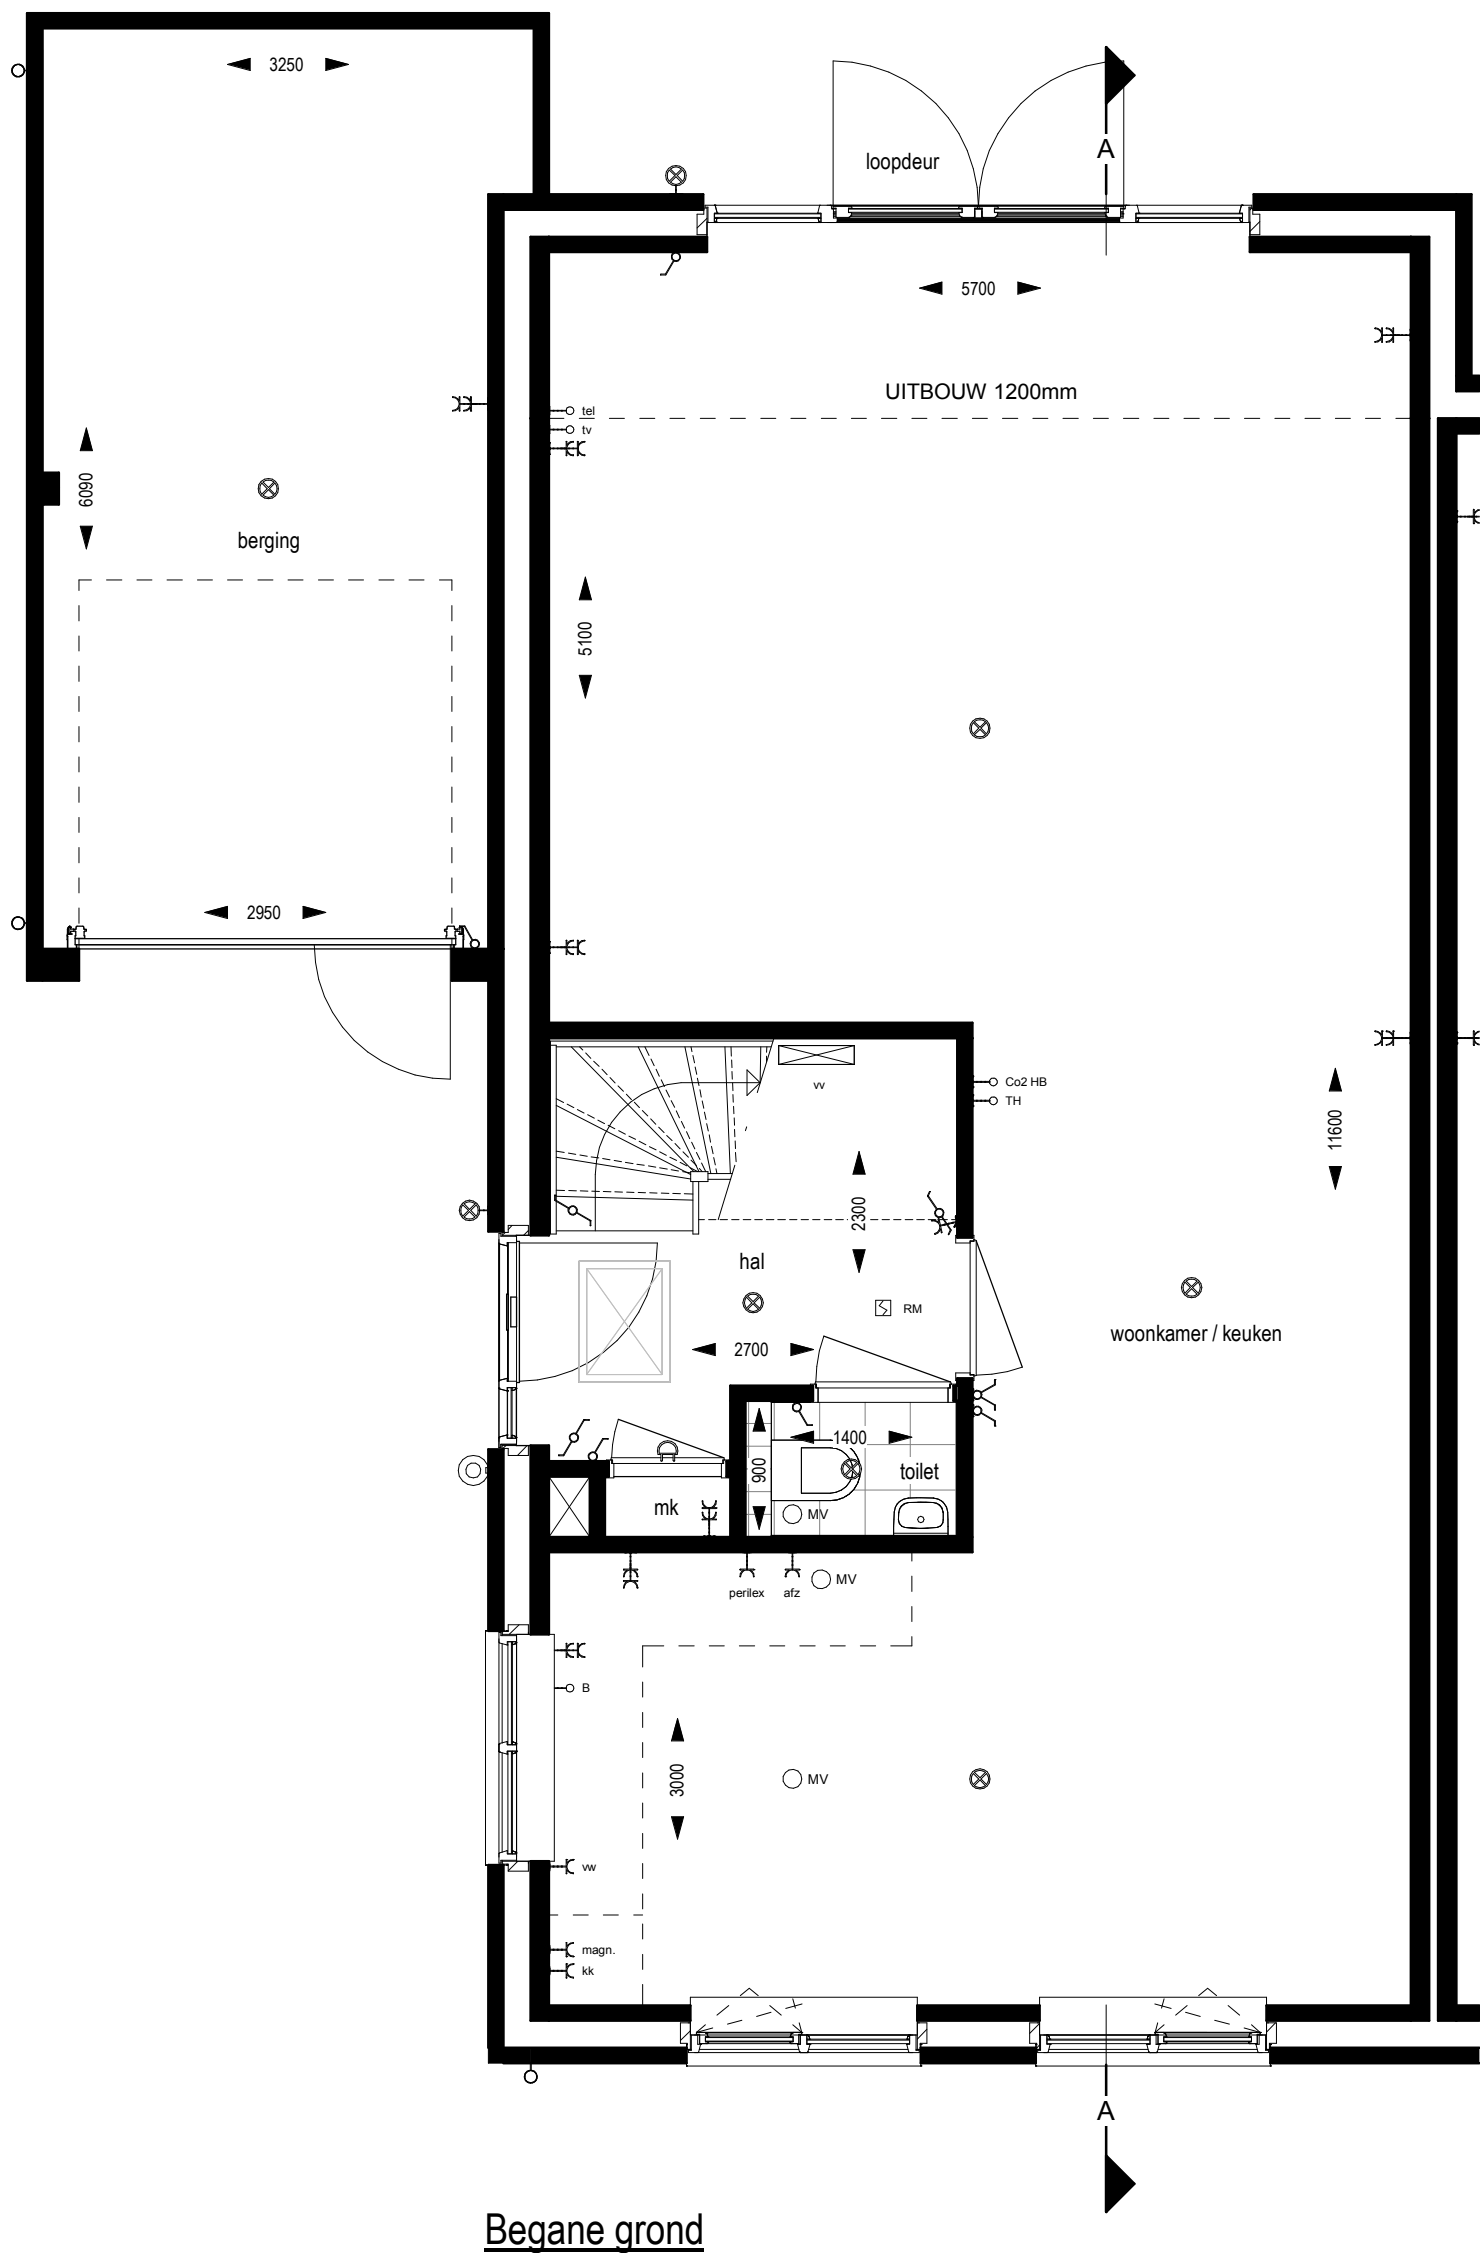 3250
A
loopdeur
5700
UITBOUW 1200mm
tel
tv
6090
berging
5100
2950
Co2 HB
TH
vv
11600
2300
hal
RM
woonkamer / keuken
2700
1400
900
toilet
mk
MV
perilex
afz
MV
B
3000
MV
vw
magn.
kk
A
Begane grond